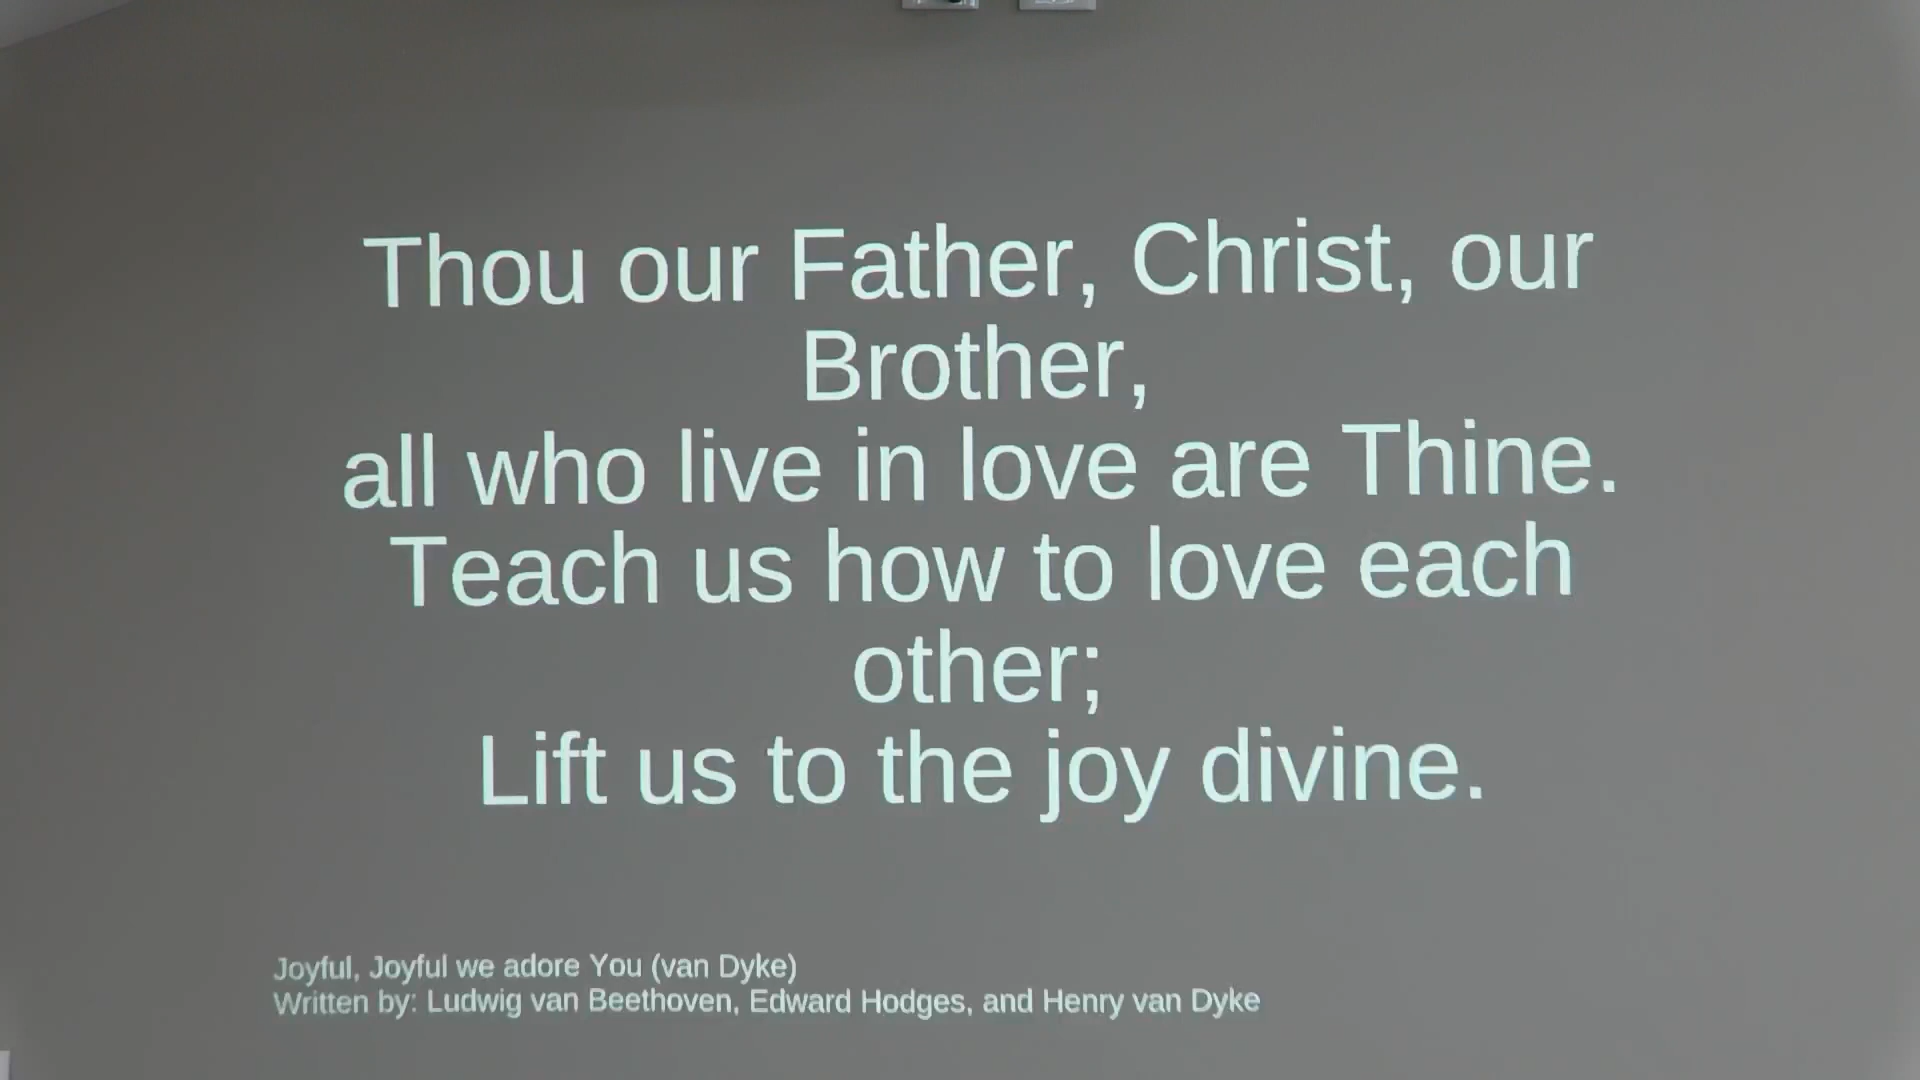 Thou our Father, Christ, our
Brother,
all who live in love are Thine.
Teach us how to love each
other;
Lift us to the joy divine.
Joyful, Joyful we adore You (van Dyke)
Written by: Ludwig van Beethoven, Edward Hodges, and Henry van Dyke